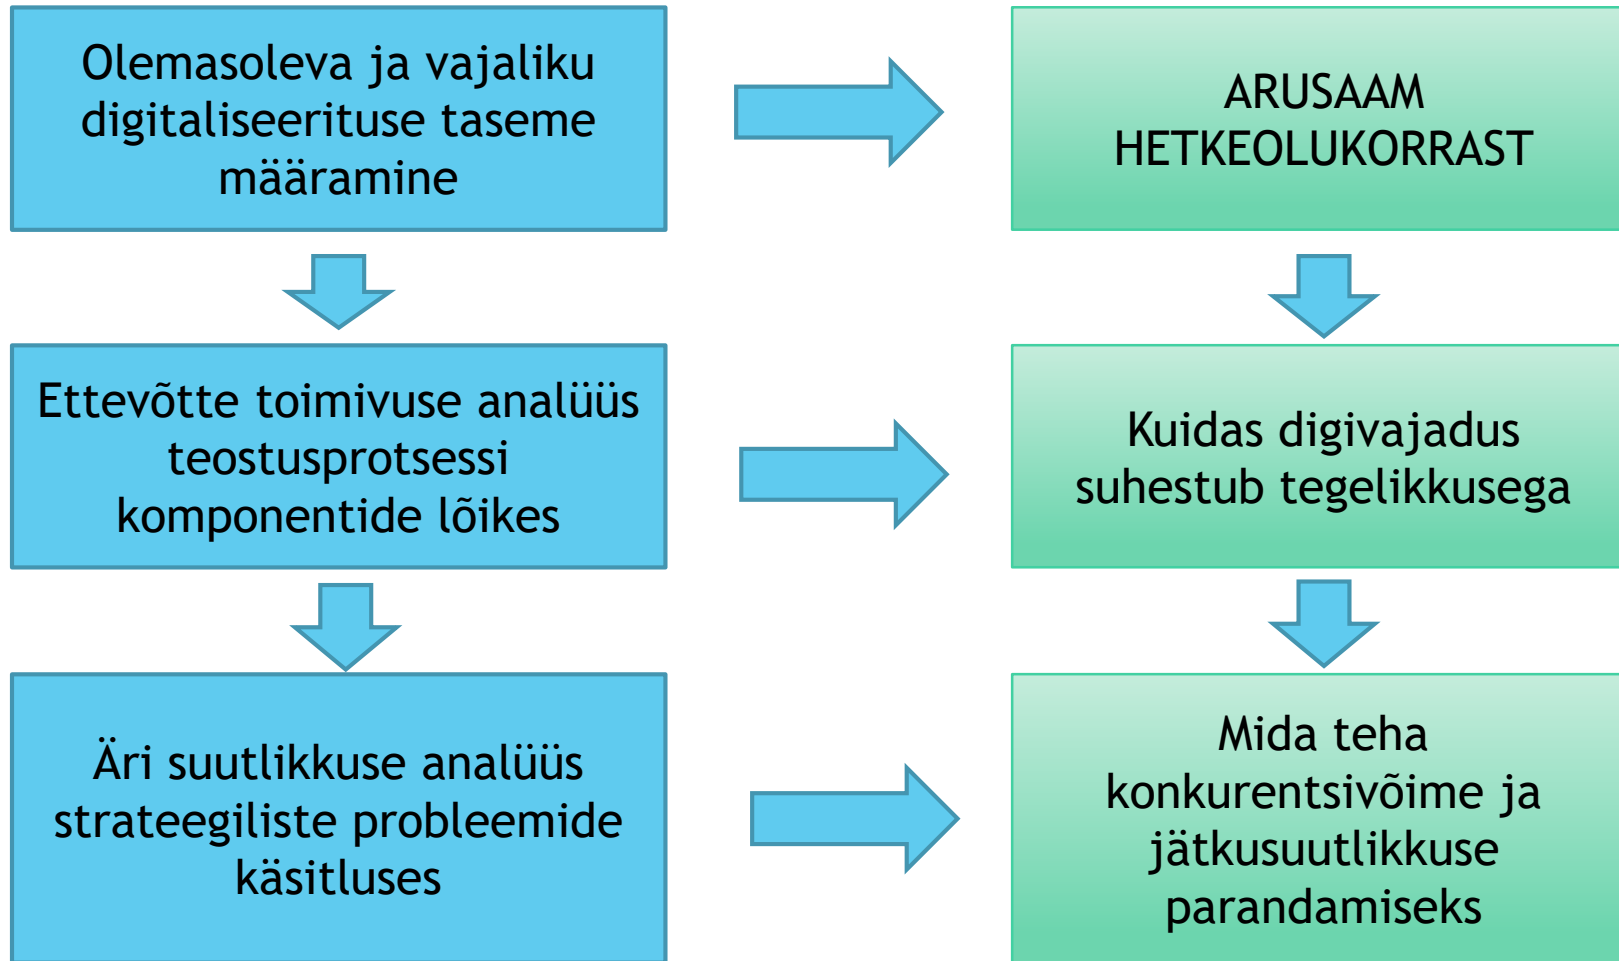 Olemasoleva ja vajaliku
digitaliseerituse taseme
määramine
ARUSAAM
HETKEOLUKORRAST
Ettevõtte toimivuse analüüs
teostusprotsessi
komponentide lõikes
Kuidas digivajadus
suhestub tegelikkusega
Äri suutlikkuse analüüs
strateegiliste probleemide
käsitluses
Mida teha
konkurentsivõime ja
jätkusuutlikkuse
parandamiseks